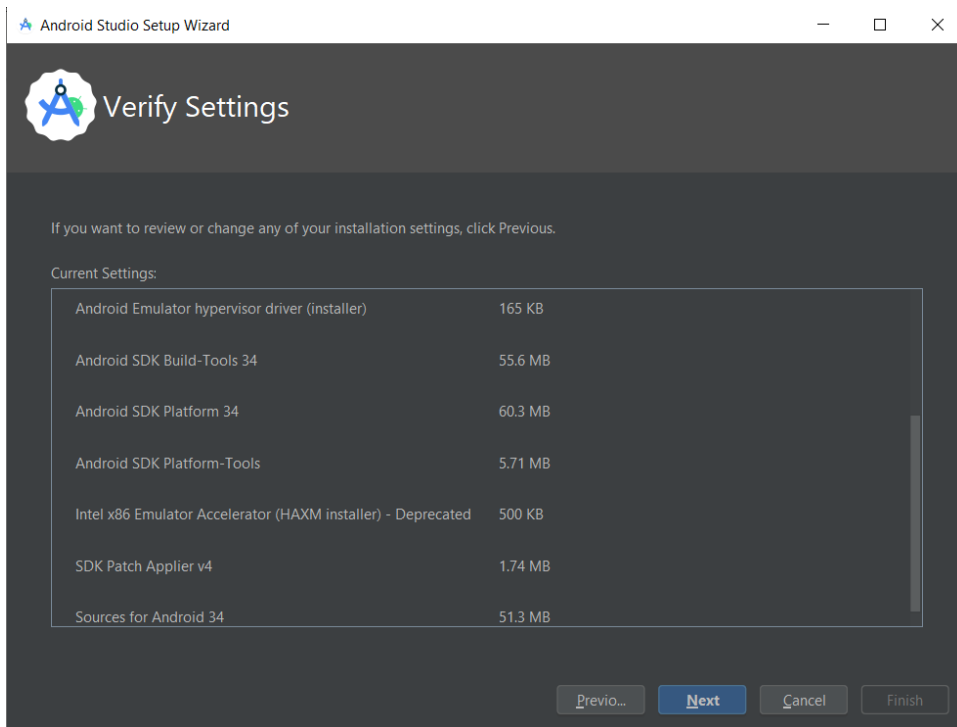 Android Studio Setup Wizard
Verify Settings
If you want to review or change any of your installation settings, click Previous.
Current Settings:
Android Emulator hypervisor driver (installer) 165 KB
Android SDK Build-Tools 34 55.6 MB
Android SDK Platform 34 60.3 MB
Android SDK Platform-Tools 5.71 MB
Intel x86 Emulator Accelerator (HAXM installer) - Deprecated 500 KB
SDK Patch Applier v4 1.74 MB
Sources for Android 34 51.3 MB
Previo... Next Cancel Finish